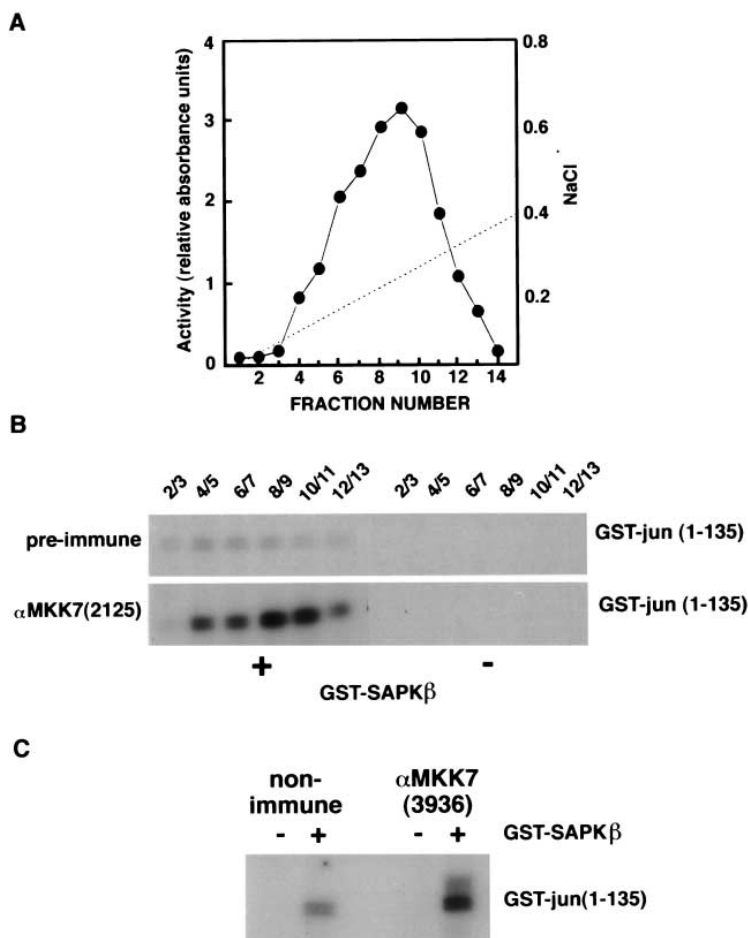 A
Activity (relative absorbance units)
4
3
2
1
0
0.8
0.6
0.4
0.2
NaCl
2 4 6 8 10 12 14
FRACTION NUMBER
B
2/3 4/5 6/7 8/9 10/11 12/13 2/3 4/5 6/7 8/9 10/11 12/13
pre-immune GST-jun (1-135)
αMKK7(2125) GST-jun (1-135)
+ -
GST-SAPKβ
C
non-
immune
αMKK7
(3936)
- + - + GST-SAPKβ
GST-jun(1-135)